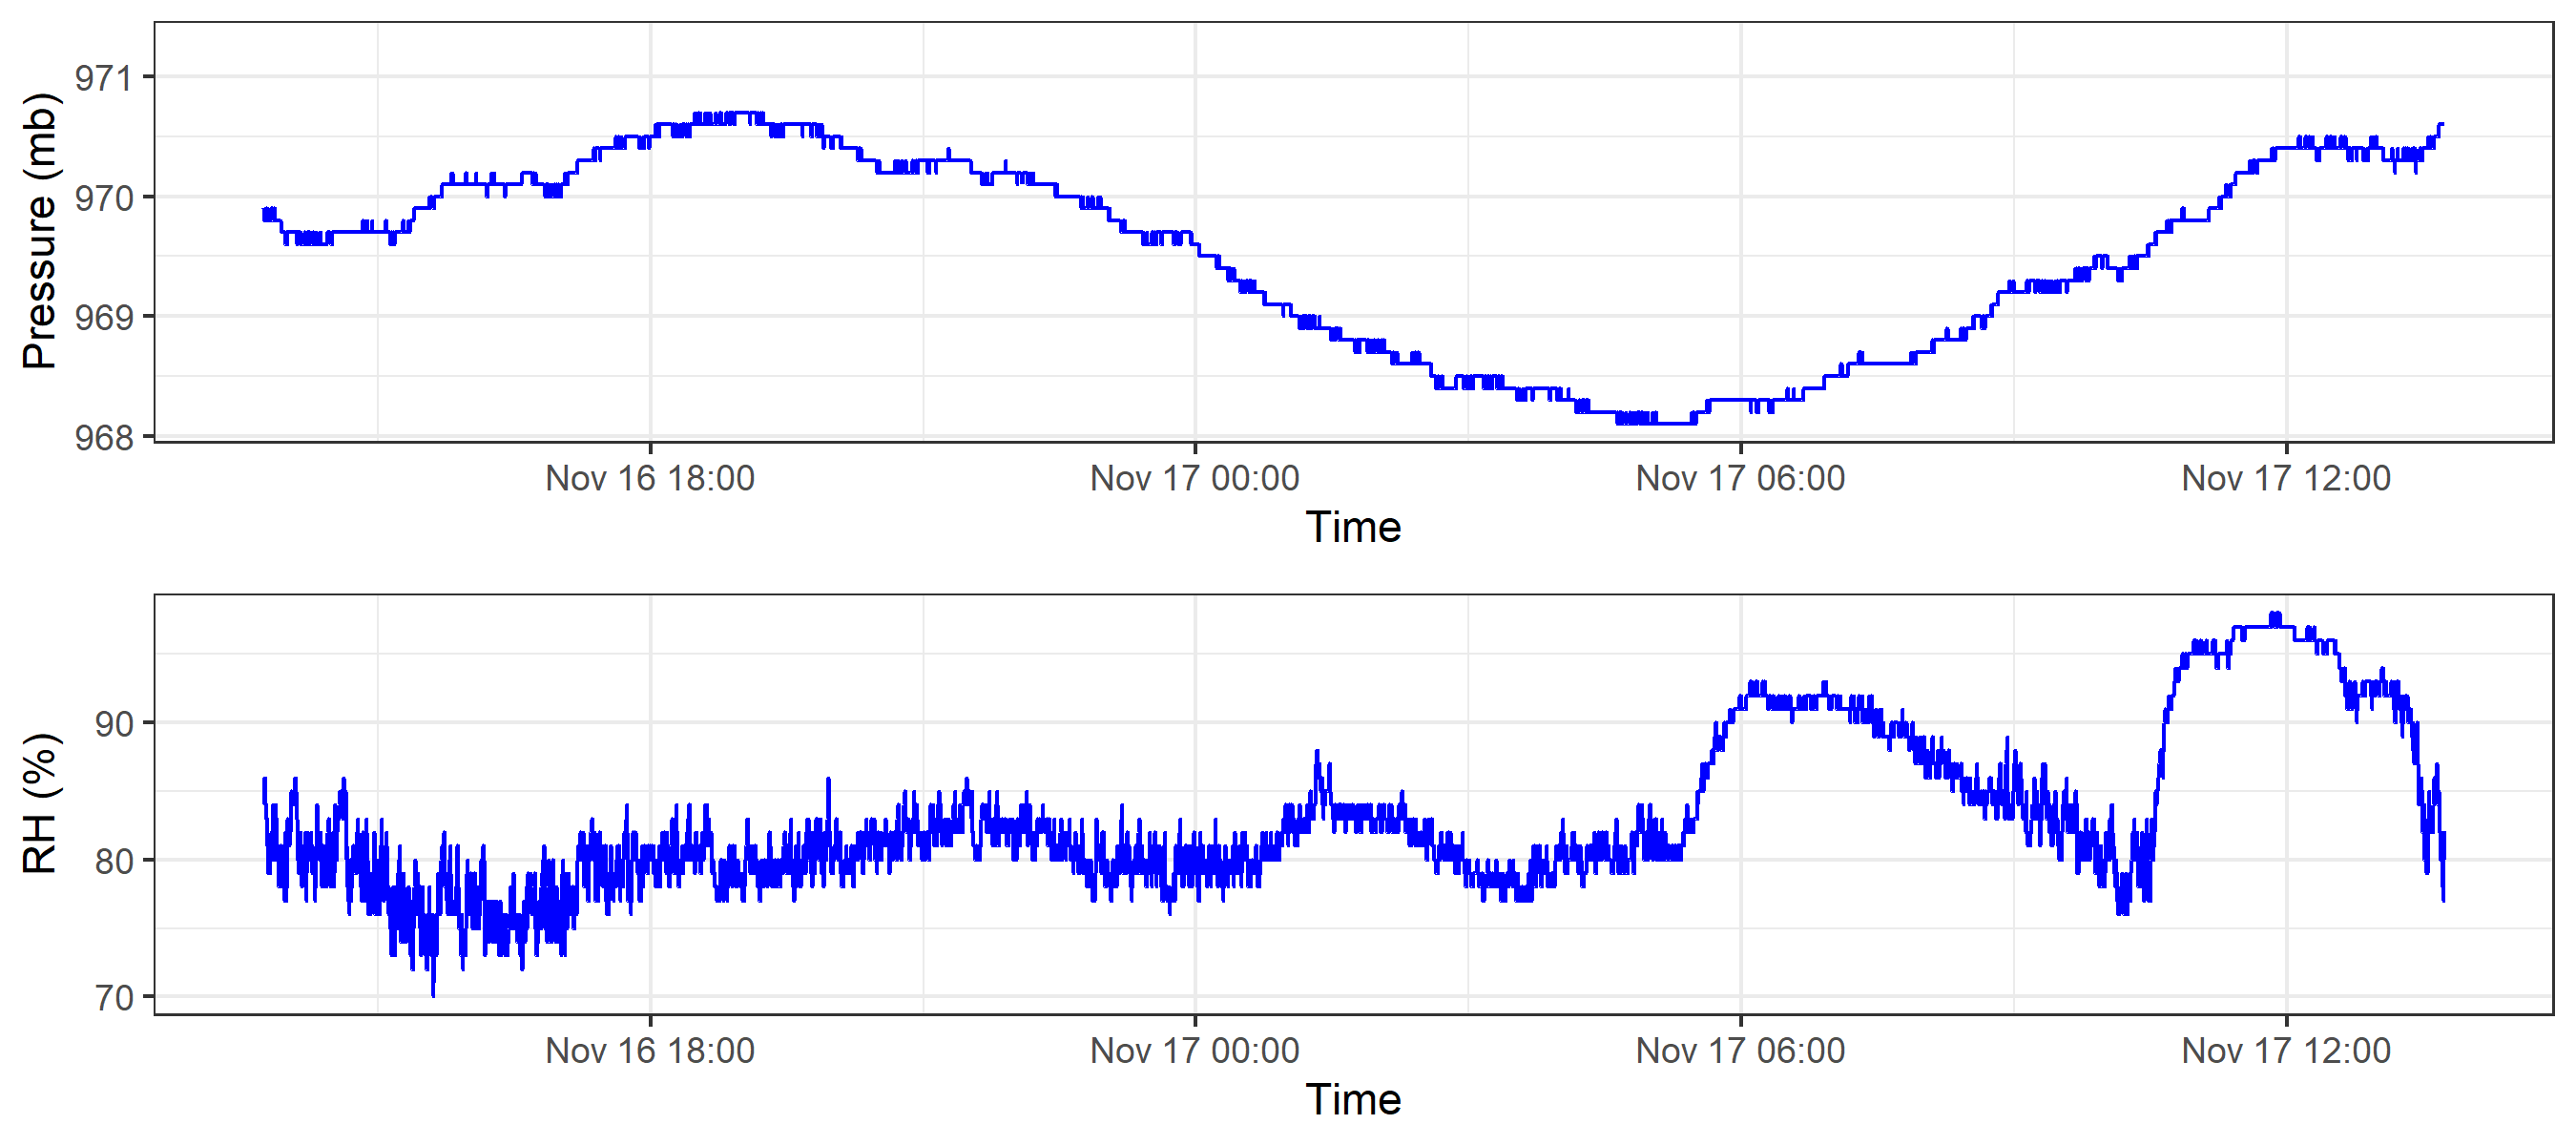 Pressure (mb)
971
970
969
968
Nov 16 18:00
Nov 17 00:00
Nov 17 06:00
Nov 17 12:00
Time
RH (%)
90
80
70
Nov 16 18:00
Nov 17 00:00
Nov 17 06:00
Nov 17 12:00
Time